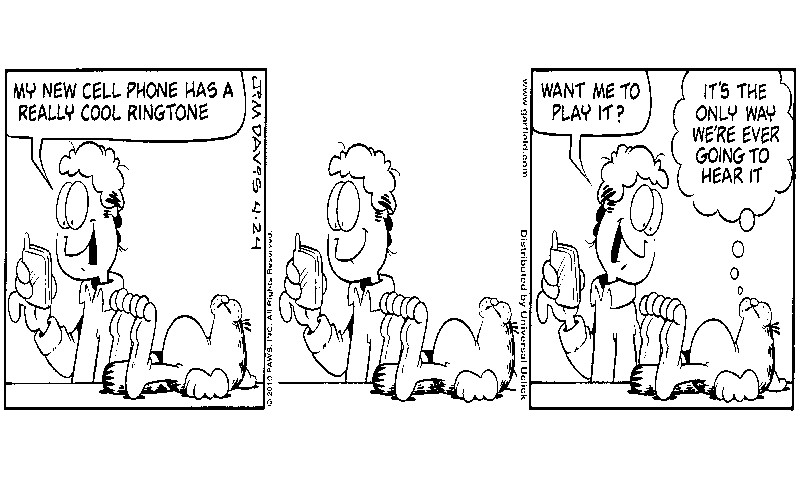 MY NEW CELL PHONE HAS A
REALLY COOL RINGTONE
JIM DAVIS 4·24
© 2010 PAWS, INC. All Rights Reserved.
www.garfield.com
Distributed by Universal Uclick
WANT ME TO
PLAY IT?
IT'S THE
ONLY WAY
WE'RE EVER
GOING TO
HEAR IT